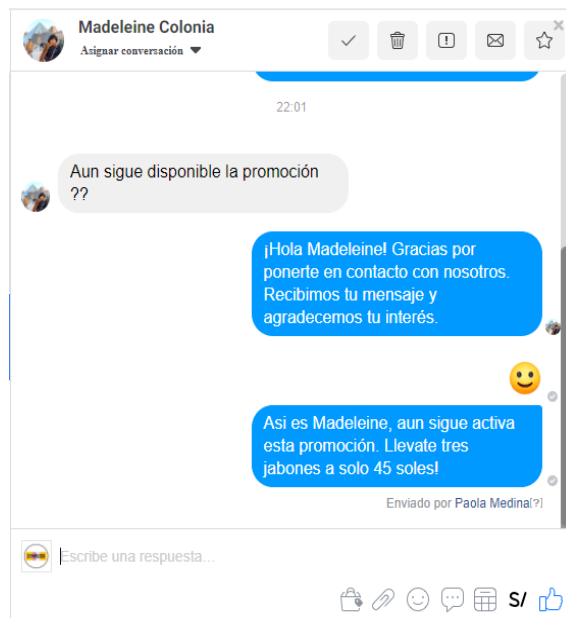 Madeleine Colonia
Asignar conversación
22:01
Aun sigue disponible la promoción
??
¡Hola Madeleine! Gracias por
ponerte en contacto con nosotros.
Recibimos tu mensaje y
agradecemos tu interés.
Asi es Madeleine, aun sigue activa
esta promoción. Llevate tres
jabones a solo 45 soles!
Enviado por Paola Medina[?]
Escribe una respuesta...
S/